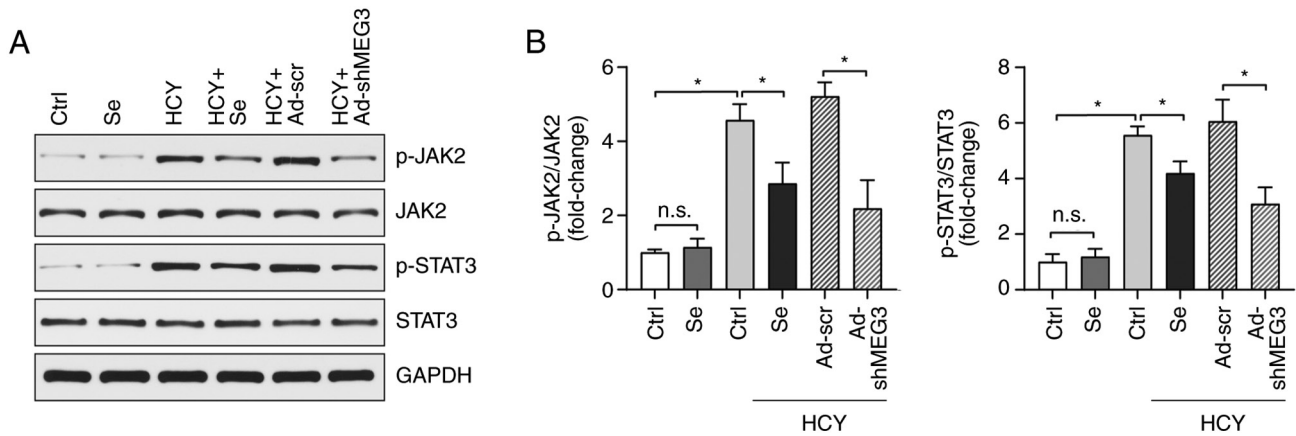 A
Ctrl
Se
HCY
HCY+
Se
HCY+
Ad-scr
HCY+
Ad-shMEG3
p-JAK2
JAK2
p-STAT3
STAT3
GAPDH
B
p-JAK2/JAK2
(fold-change)
6
4
2
0
n.s.
*
*
*
Ctrl
Se
Ctrl
Se
Ad-scr
Ad-
shMEG3
HCY
p-STAT3/STAT3
(fold-change)
8
6
4
2
0
n.s.
*
*
*
Ctrl
Se
Ctrl
Se
Ad-scr
Ad-
shMEG3
HCY